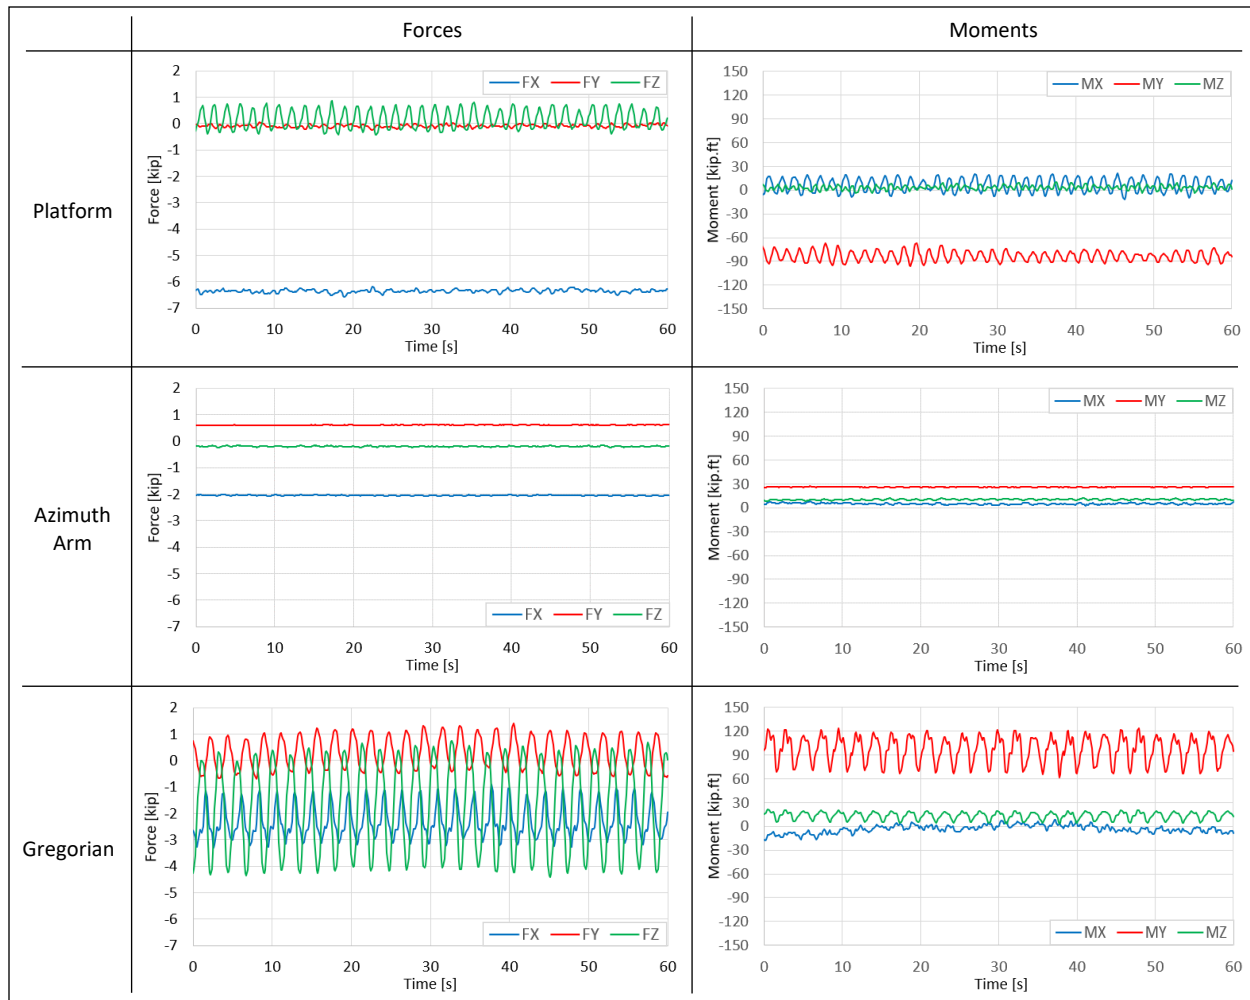 Forces
Moments
Platform
2
1
0
-1
-2
-3
-4
-5
-6
-7
Force [kip]
FX FY FZ
0 10 20 30 40 50 60
Time [s]
150
120
90
60
30
0
-30
-60
-90
-120
-150
Moment [kip.ft]
MX MY MZ
0 10 20 30 40 50 60
Time [s]
Azimuth
Arm
2
1
0
-1
-2
-3
-4
-5
-6
-7
Force [kip]
FX FY FZ
0 10 20 30 40 50 60
Time [s]
150
120
90
60
30
0
-30
-60
-90
-120
-150
Moment [kip.ft]
MX MY MZ
0 10 20 30 40 50 60
Time [s]
Gregorian
2
1
0
-1
-2
-3
-4
-5
-6
-7
Force [kip]
FX FY FZ
0 10 20 30 40 50 60
Time [s]
150
120
90
60
30
0
-30
-60
-90
-120
-150
Moment [kip.ft]
MX MY MZ
0 10 20 30 40 50 60
Time [s]